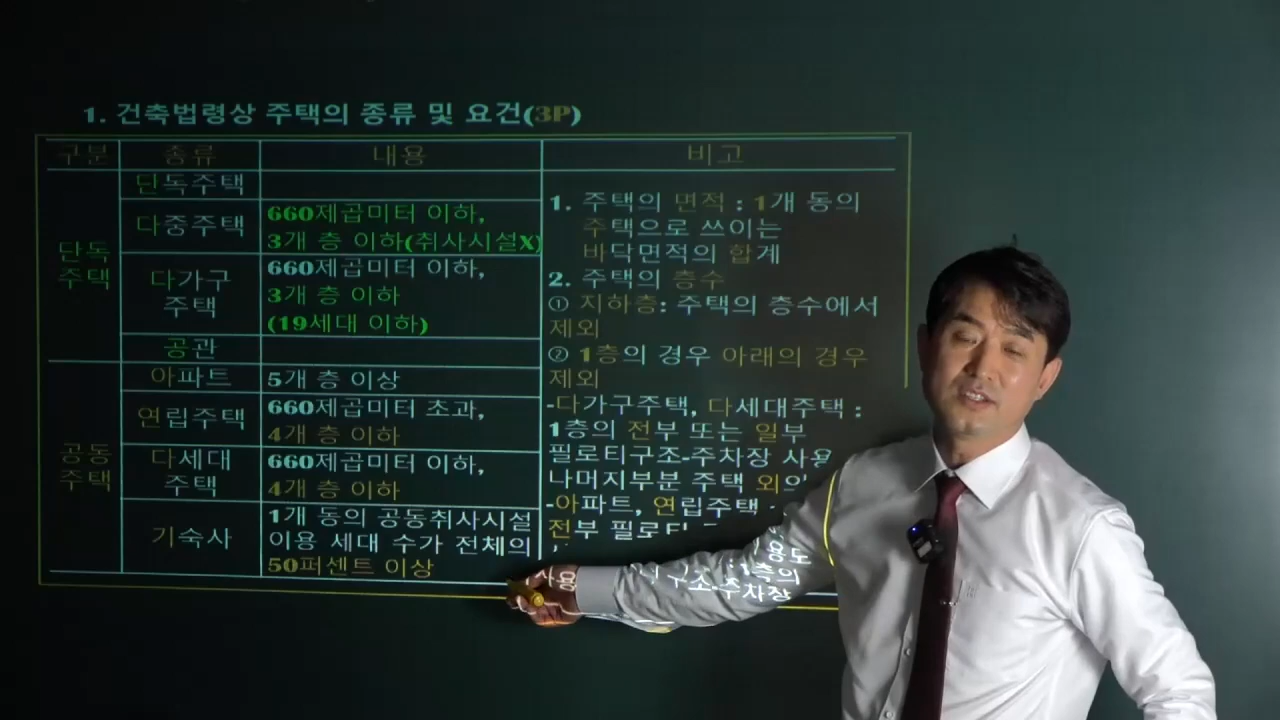 1. 건축법령상 주택의 종류 및 요건(3P)
구분 종류 내용 비고
단독
주택
단독주택
다중주택
660제곱미터 이하,
3개 층 이하(취사시설X)
다가구
주택
660제곱미터 이하,
3개 층 이하
(19세대 이하)
공관
공동
주택
아파트
5개 층 이상
연립주택
660제곱미터 초과,
4개 층 이하
다세대
주택
660제곱미터 이하,
4개 층 이하
기숙사
1개 동의 공동취사시설
이용 세대 수가 전체의
50퍼센트 이상
1. 주택의 면적 : 1개 동의
주택으로 쓰이는
바닥면적의 합계
2. 주택의 층수
① 지하층: 주택의 층수에서
제외
② 1층의 경우 아래의 경우
제외
-다가구주택, 다세대주택 :
1층의 전부 또는 일부
필로티구조-주차장 사용
나머지부분 주택 외의
-아파트, 연립주택 :
전부 필로티
용도
1층의
구조-주차장
사용